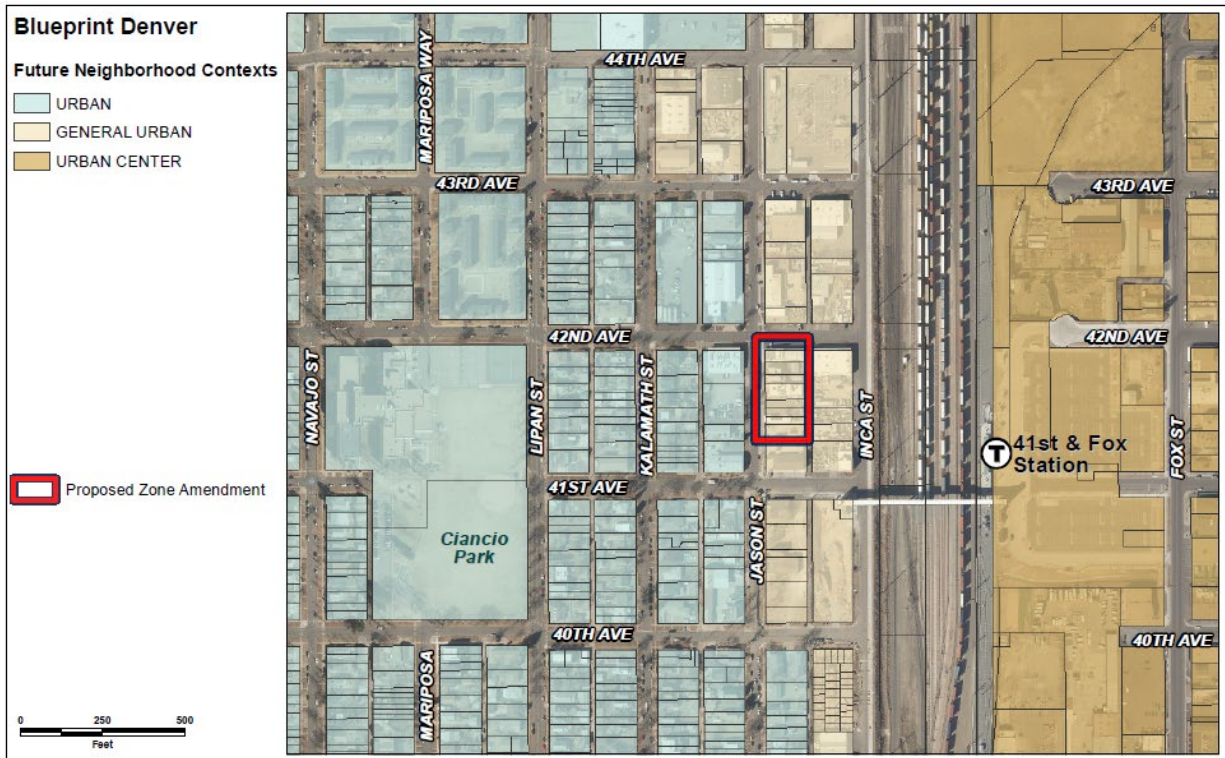 Blueprint Denver
Future Neighborhood Contexts
URBAN
GENERAL URBAN
URBAN CENTER
Proposed Zone Amendment
0 250 500
Feet
MARIPOSA WAY
44TH AVE
43RD AVE
43RD AVE
42ND AVE
42ND AVE
NAVAJO ST
LIPAN ST
KALAMATH ST
INCA ST
T
41st & Fox
Station
FOX ST
41ST AVE
JASON ST
Ciancio
Park
40TH AVE
40TH AVE
MARIPOSA